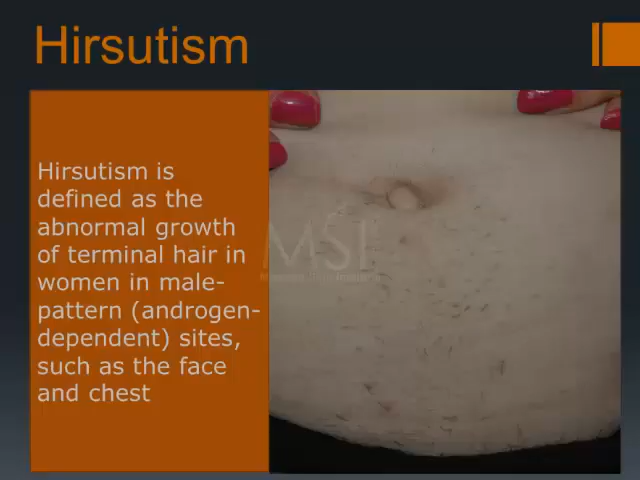 Hirsutism
Hirsutism is
defined as the
abnormal growth
of terminal hair in
women in male-
pattern (androgen-
dependent) sites,
such as the face
and chest
MSI